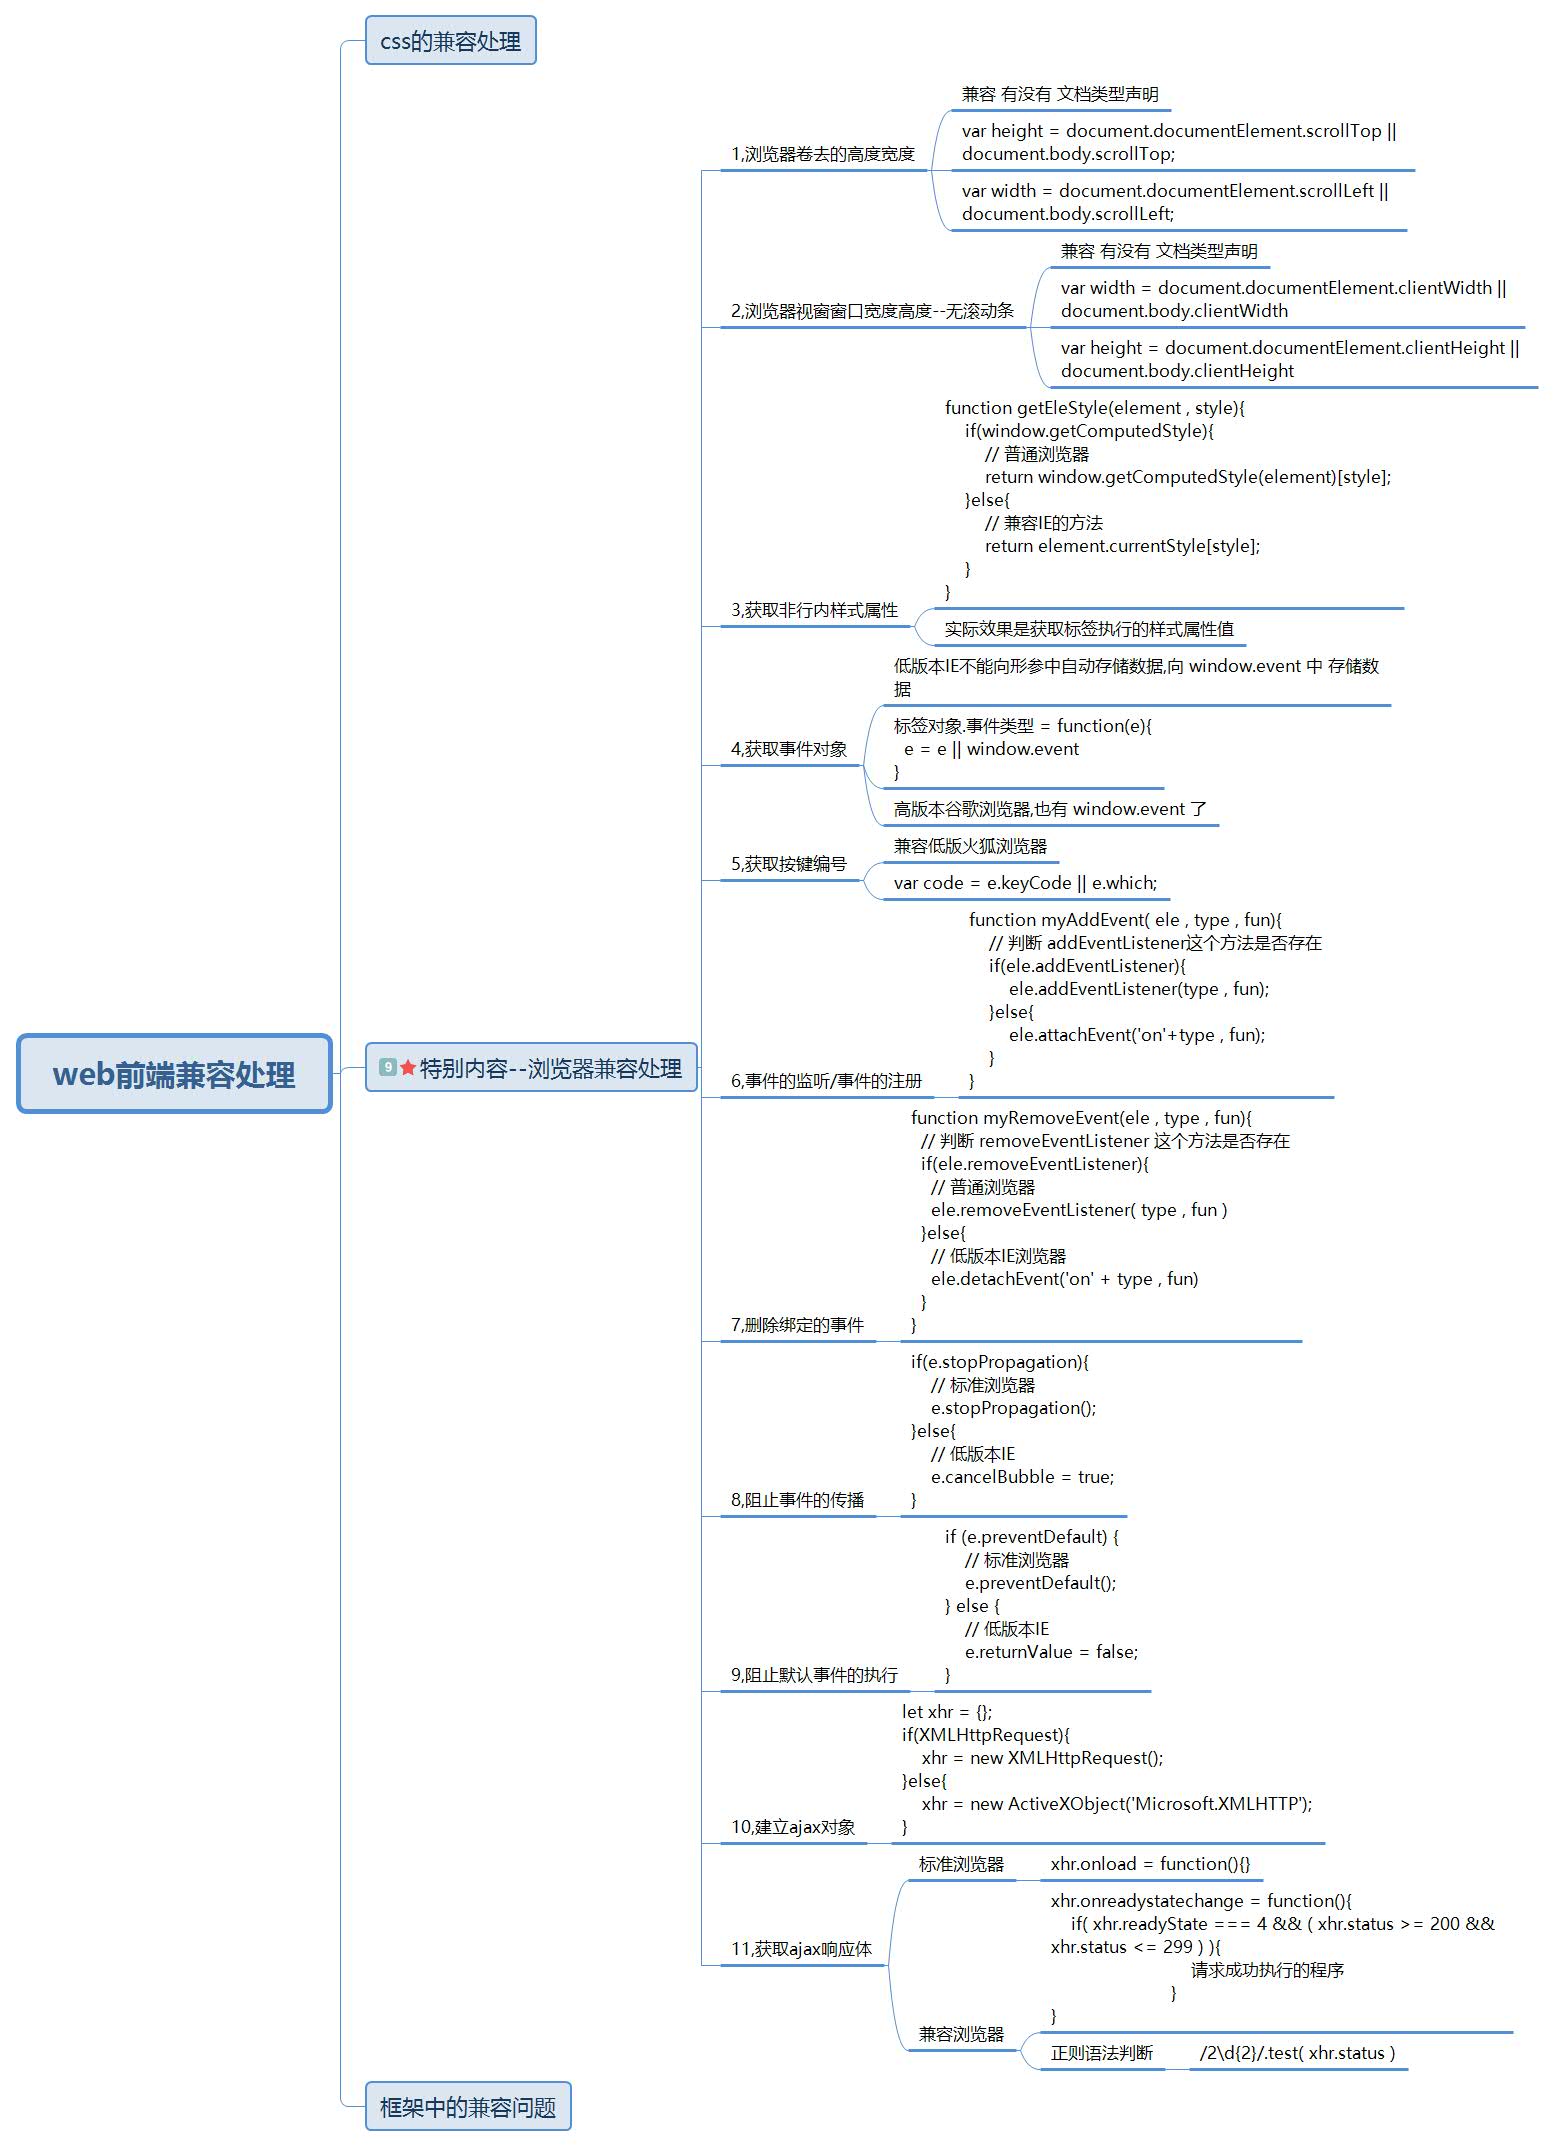 css的兼容处理
兼容 有没有 文档类型声明
var height = document.documentElement.scrollTop ||
document.body.scrollTop;
1,浏览器卷去的高度宽度
var width = document.documentElement.scrollLeft ||
document.body.scrollLeft;
兼容 有没有 文档类型声明
var width = document.documentElement.clientWidth ||
document.body.clientWidth
2,浏览器视窗窗口宽度高度--无滚动条
var height = document.documentElement.clientHeight ||
document.body.clientHeight
function getEleStyle(element , style){
if(window.getComputedStyle){
// 普通浏览器
return window.getComputedStyle(element)[style];
}else{
// 兼容IE的方法
return element.currentStyle[style];
}
}
3,获取非行内样式属性
实际效果是获取标签执行的样式属性值
低版本IE不能向形参中自动存储数据,向 window.event 中 存储数
据
标签对象.事件类型 = function(e){
e = e || window.event
}
4,获取事件对象
高版本谷歌浏览器,也有 window.event 了
兼容低版火狐浏览器
5,获取按键编号
var code = e.keyCode || e.which;
function myAddEvent( ele , type , fun){
// 判断 addEventListener这个方法是否存在
if(ele.addEventListener){
ele.addEventListener(type , fun);
}else{
ele.attachEvent('on'+type , fun);
}
}
web前端兼容处理
9
特别内容--浏览器兼容处理
6,事件的监听/事件的注册
function myRemoveEvent(ele , type , fun){
// 判断 removeEventListener 这个方法是否存在
if(ele.removeEventListener){
// 普通浏览器
ele.removeEventListener( type , fun )
}else{
// 低版本IE浏览器
ele.detachEvent('on' + type , fun)
}
}
7,删除绑定的事件
if(e.stopPropagation){
// 标准浏览器
e.stopPropagation();
}else{
// 低版本IE
e.cancelBubble = true;
}
8,阻止事件的传播
if (e.preventDefault) {
// 标准浏览器
e.preventDefault();
} else {
// 低版本IE
e.returnValue = false;
}
9,阻止默认事件的执行
let xhr = {};
if(XMLHttpRequest){
xhr = new XMLHttpRequest();
}else{
xhr = new ActiveXObject('Microsoft.XMLHTTP');
}
10,建立ajax对象
标准浏览器
xhr.onload = function(){}
11,获取ajax响应体
xhr.onreadystatechange = function(){
if( xhr.readyState === 4 && ( xhr.status >= 200 &&
xhr.status <= 299 ) ){
请求成功执行的程序
}
}
兼容浏览器
正则语法判断
/2\d{2}/.test( xhr.status )
框架中的兼容问题